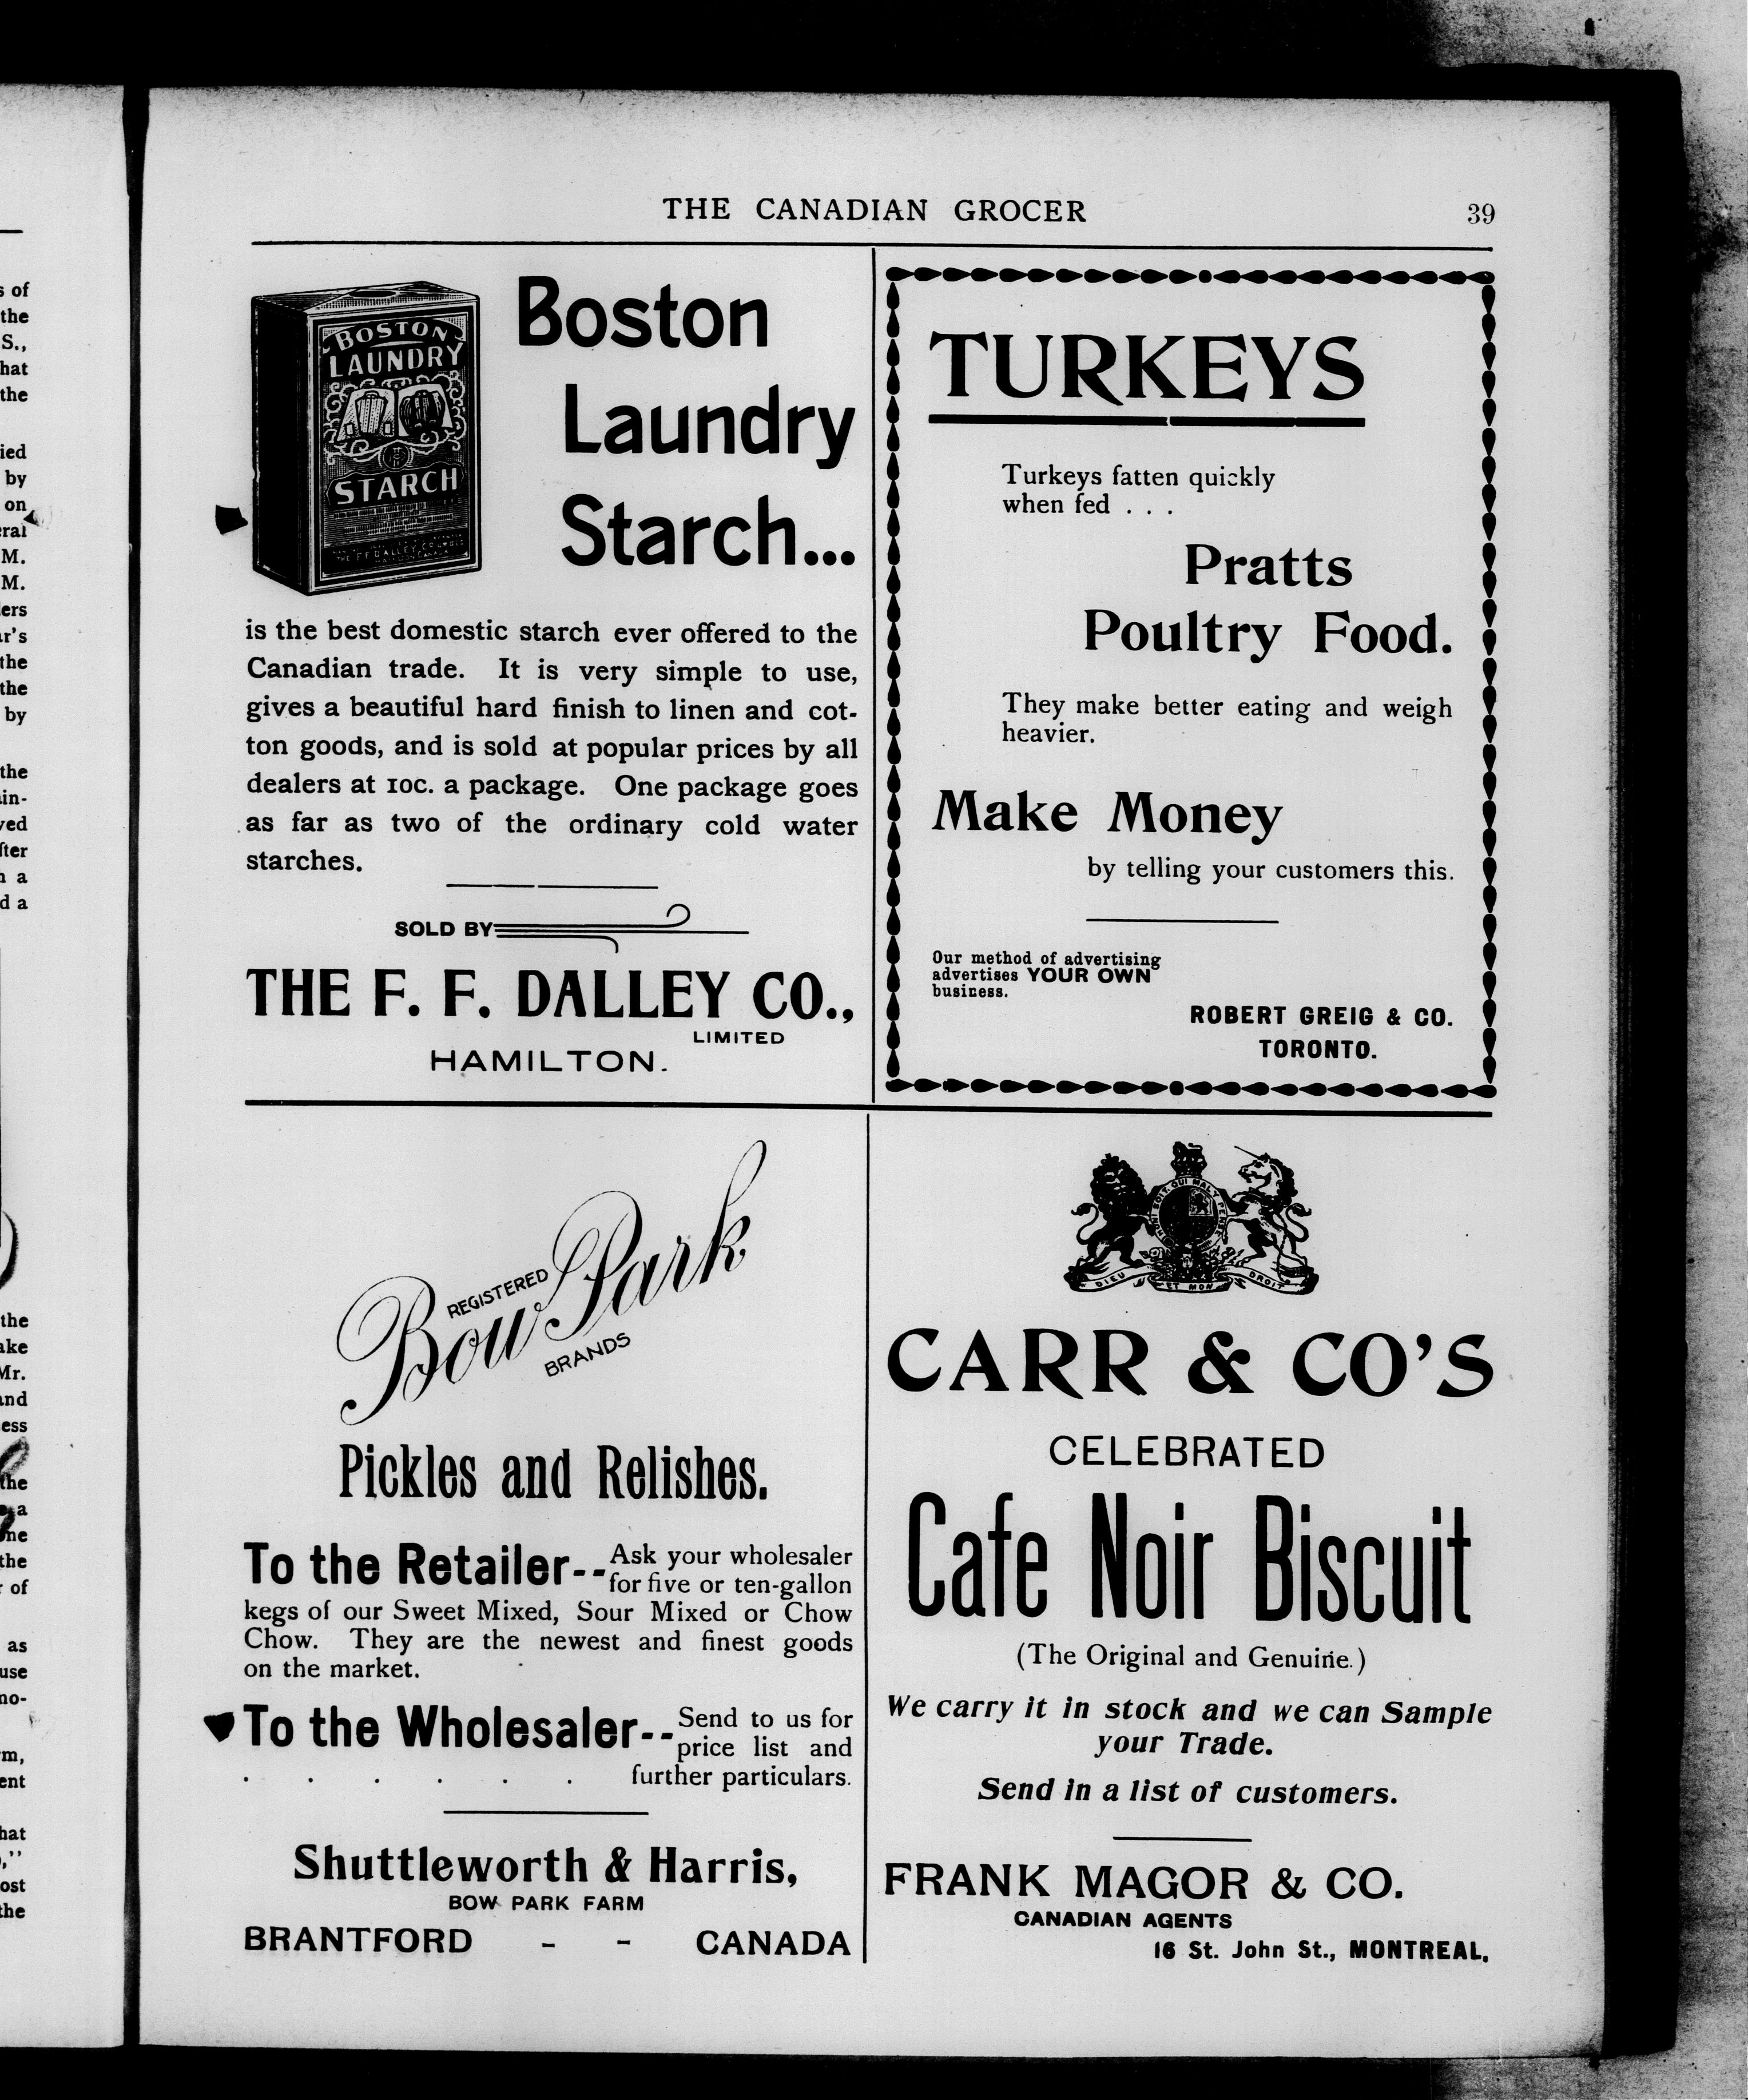 THE CANADIAN GROCER
39
BOSTON
LAUNDRY
STARCH
THE F.F. DALLEY CO.
Boston
Laundry
Starch...
is the best domestic starch ever offered to the
Canadian trade. It is very simple to use,
gives a beautiful hard finish to linen and cot-
ton goods, and is sold at popular prices by all
dealers at 10c. a package. One package goes
as far as two of the ordinary cold water
starches.
SOLD BY
THE F. F. DALLEY CO.,
LIMITED
HAMILTON.
TURKEYS
Turkeys fatten quickly
when fed . . .
Pratts
Poultry Food.
They make better eating and weigh
heavier.
Make Money
by telling your customers this.
Our method of advertising
advertises YOUR OWN
business.
ROBERT GREIG & CO.
TORONTO.
REGISTERED
Bow Park
BRANDS
Pickles and Relishes.
To the Retailer--Ask your wholesaler
for five or ten-gallon
kegs of our Sweet Mixed, Sour Mixed or Chow
Chow. They are the newest and finest goods
on the market.
To the Wholesaler--Send to us for
price list and
. . . . . . further particulars.
Shuttleworth & Harris,
BOW PARK FARM
BRANTFORD - - CANADA
SOIT QUI MAL Y PENSE
DIEU ET MON DROIT
CARR & CO'S
CELEBRATED
Cafe Noir Biscuit
(The Original and Genuine.)
We carry it in stock and we can Sample
your Trade.
Send in a list of customers.
FRANK MAGOR & CO.
CANADIAN AGENTS
16 St. John St., MONTREAL.